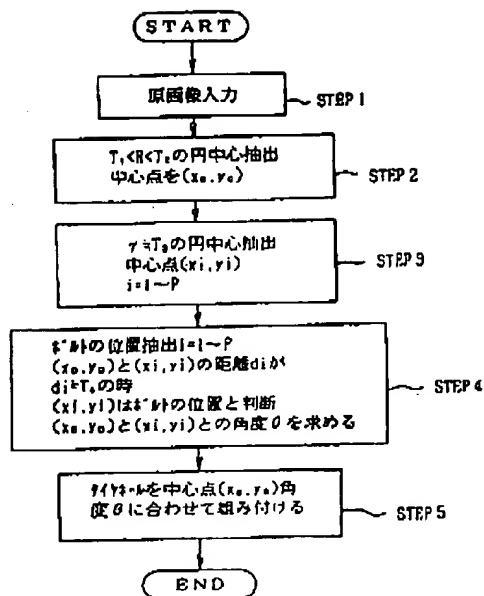 START
原画像入力
STEP 1
T₁<R<T₂の円中心抽出
中心点を(x₀,y₀)
STEP 2
r≒T₃の円中心抽出
中心点(xi,yi)
i=1〜P
STEP 3
ボルトの位置抽出i=1〜P
(x₀,y₀)と(xi,yi)の距離diが
di≒T₄の時
(xi,yi)はボルトの位置と判断
(x₀,y₀)と(xi,yi)との角度θを求める
STEP 4
タイヤホイールを中心点(x₀,y₀)角
度θに合わせて組み付ける
STEP 5
END